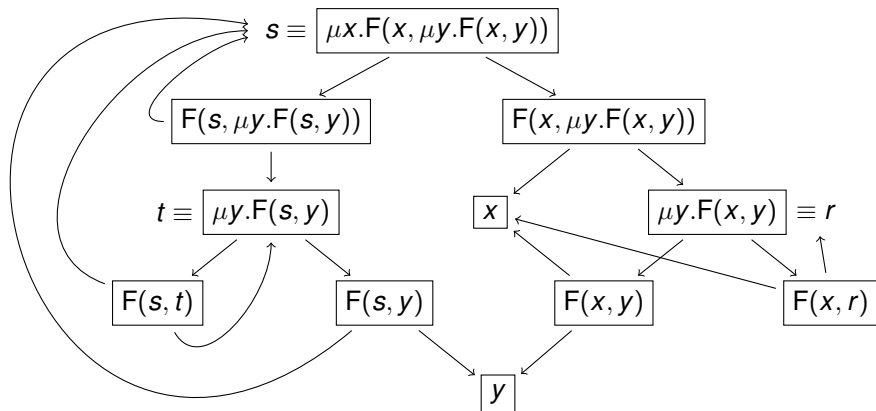 s ≡ μx.F(x, μy.F(x, y))
F(s, μy.F(s, y)) F(x, μy.F(x, y))
t ≡ μy.F(s, y) x μy.F(x, y) ≡ r
F(s, t) F(s, y) F(x, y) F(x, r)
y